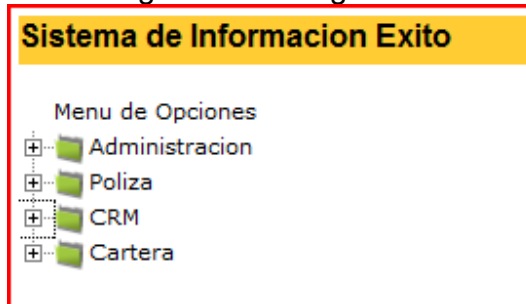 Sistema de Informacion Exito
Menu de Opciones
Administracion
Poliza
CRM
Cartera